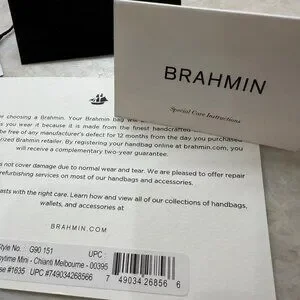 BRAHMIN
Special Care Instructions
choosing a Brahmin. Your Brahmin bag
you wear it because it is made from the finest handcrafted
be free of any manufacturer's defect for 12 months from the day you purchased
Brahmin retailer. By registering your handbag online at brahmin.com, you
will receive a complimentary two-year guarantee.
not cover damage due to normal wear and tear. We are pleased to offer repair
refurbishing services on most of our handbags and accessories.
with the right care. Learn how and view all of our collections of handbags,
wallets, and accessories at
BRAHMIN.COM
Style No. G90 151 UPC
Anytime Mini - Chianti Melbourne - 00395
#1635 UPC #749034268566
7 49034 26856 6